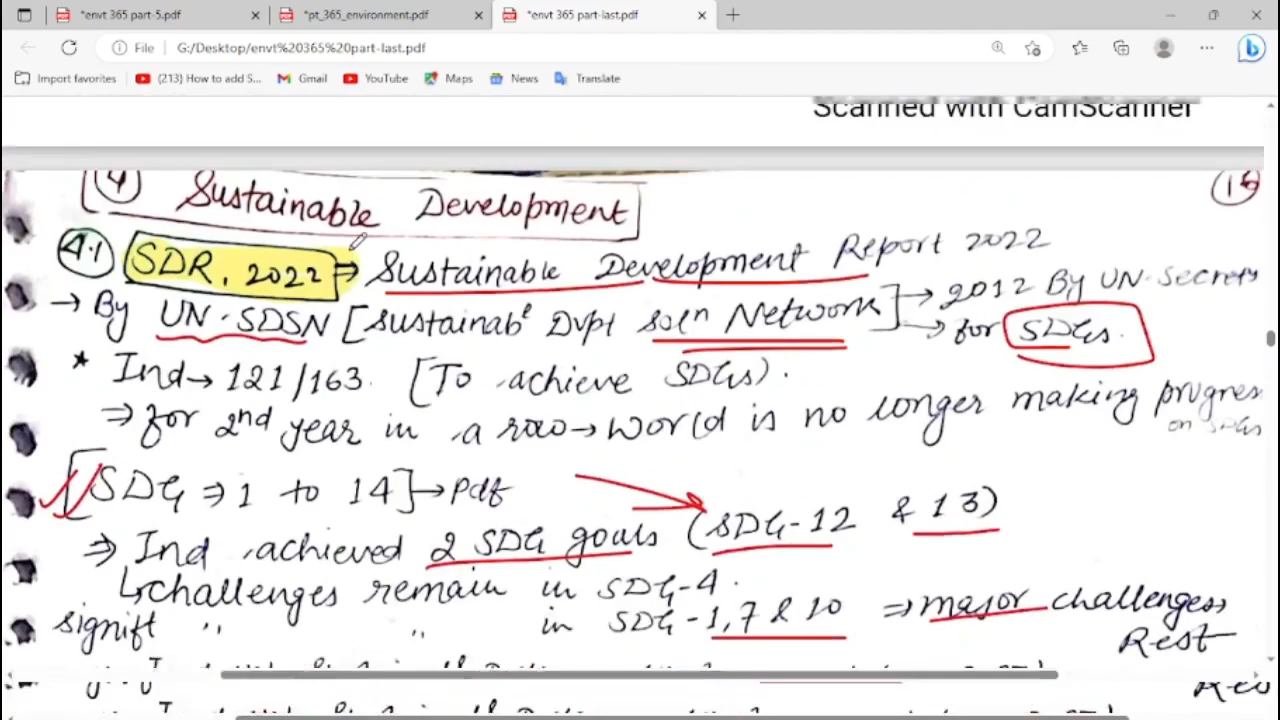 *envt 365 part-5.pdf
*pt_365_environment.pdf
*envt 365 part-last.pdf
File G:/Desktop/envt%20365%20part-last.pdf
Import favorites (213) How to add S... Gmail YouTube Maps News Translate
Scanned with CamScanner
4 Sustainable Development
4.1 SDR, 2022 ⇒ Sustainable Development Report 2022
→ By UN-SDSN [Sustainabˡ Dvpt Solⁿ Network] → 2012 By UN-Secreta
→ for SDGs.
* Ind → 121/163. [To achieve SDGs).
⇒ for 2nd year in a row → World is no longer making progres
on SDGs
[SDG ⇒ 1 to 14] → Pdf
⇒ Ind achieved 2 SDG goals (SDG-12 & 13)
↳ challenges remain in SDG-4.
signift " " in SDG-1,7 & 10 ⇒ major challenges
Rest